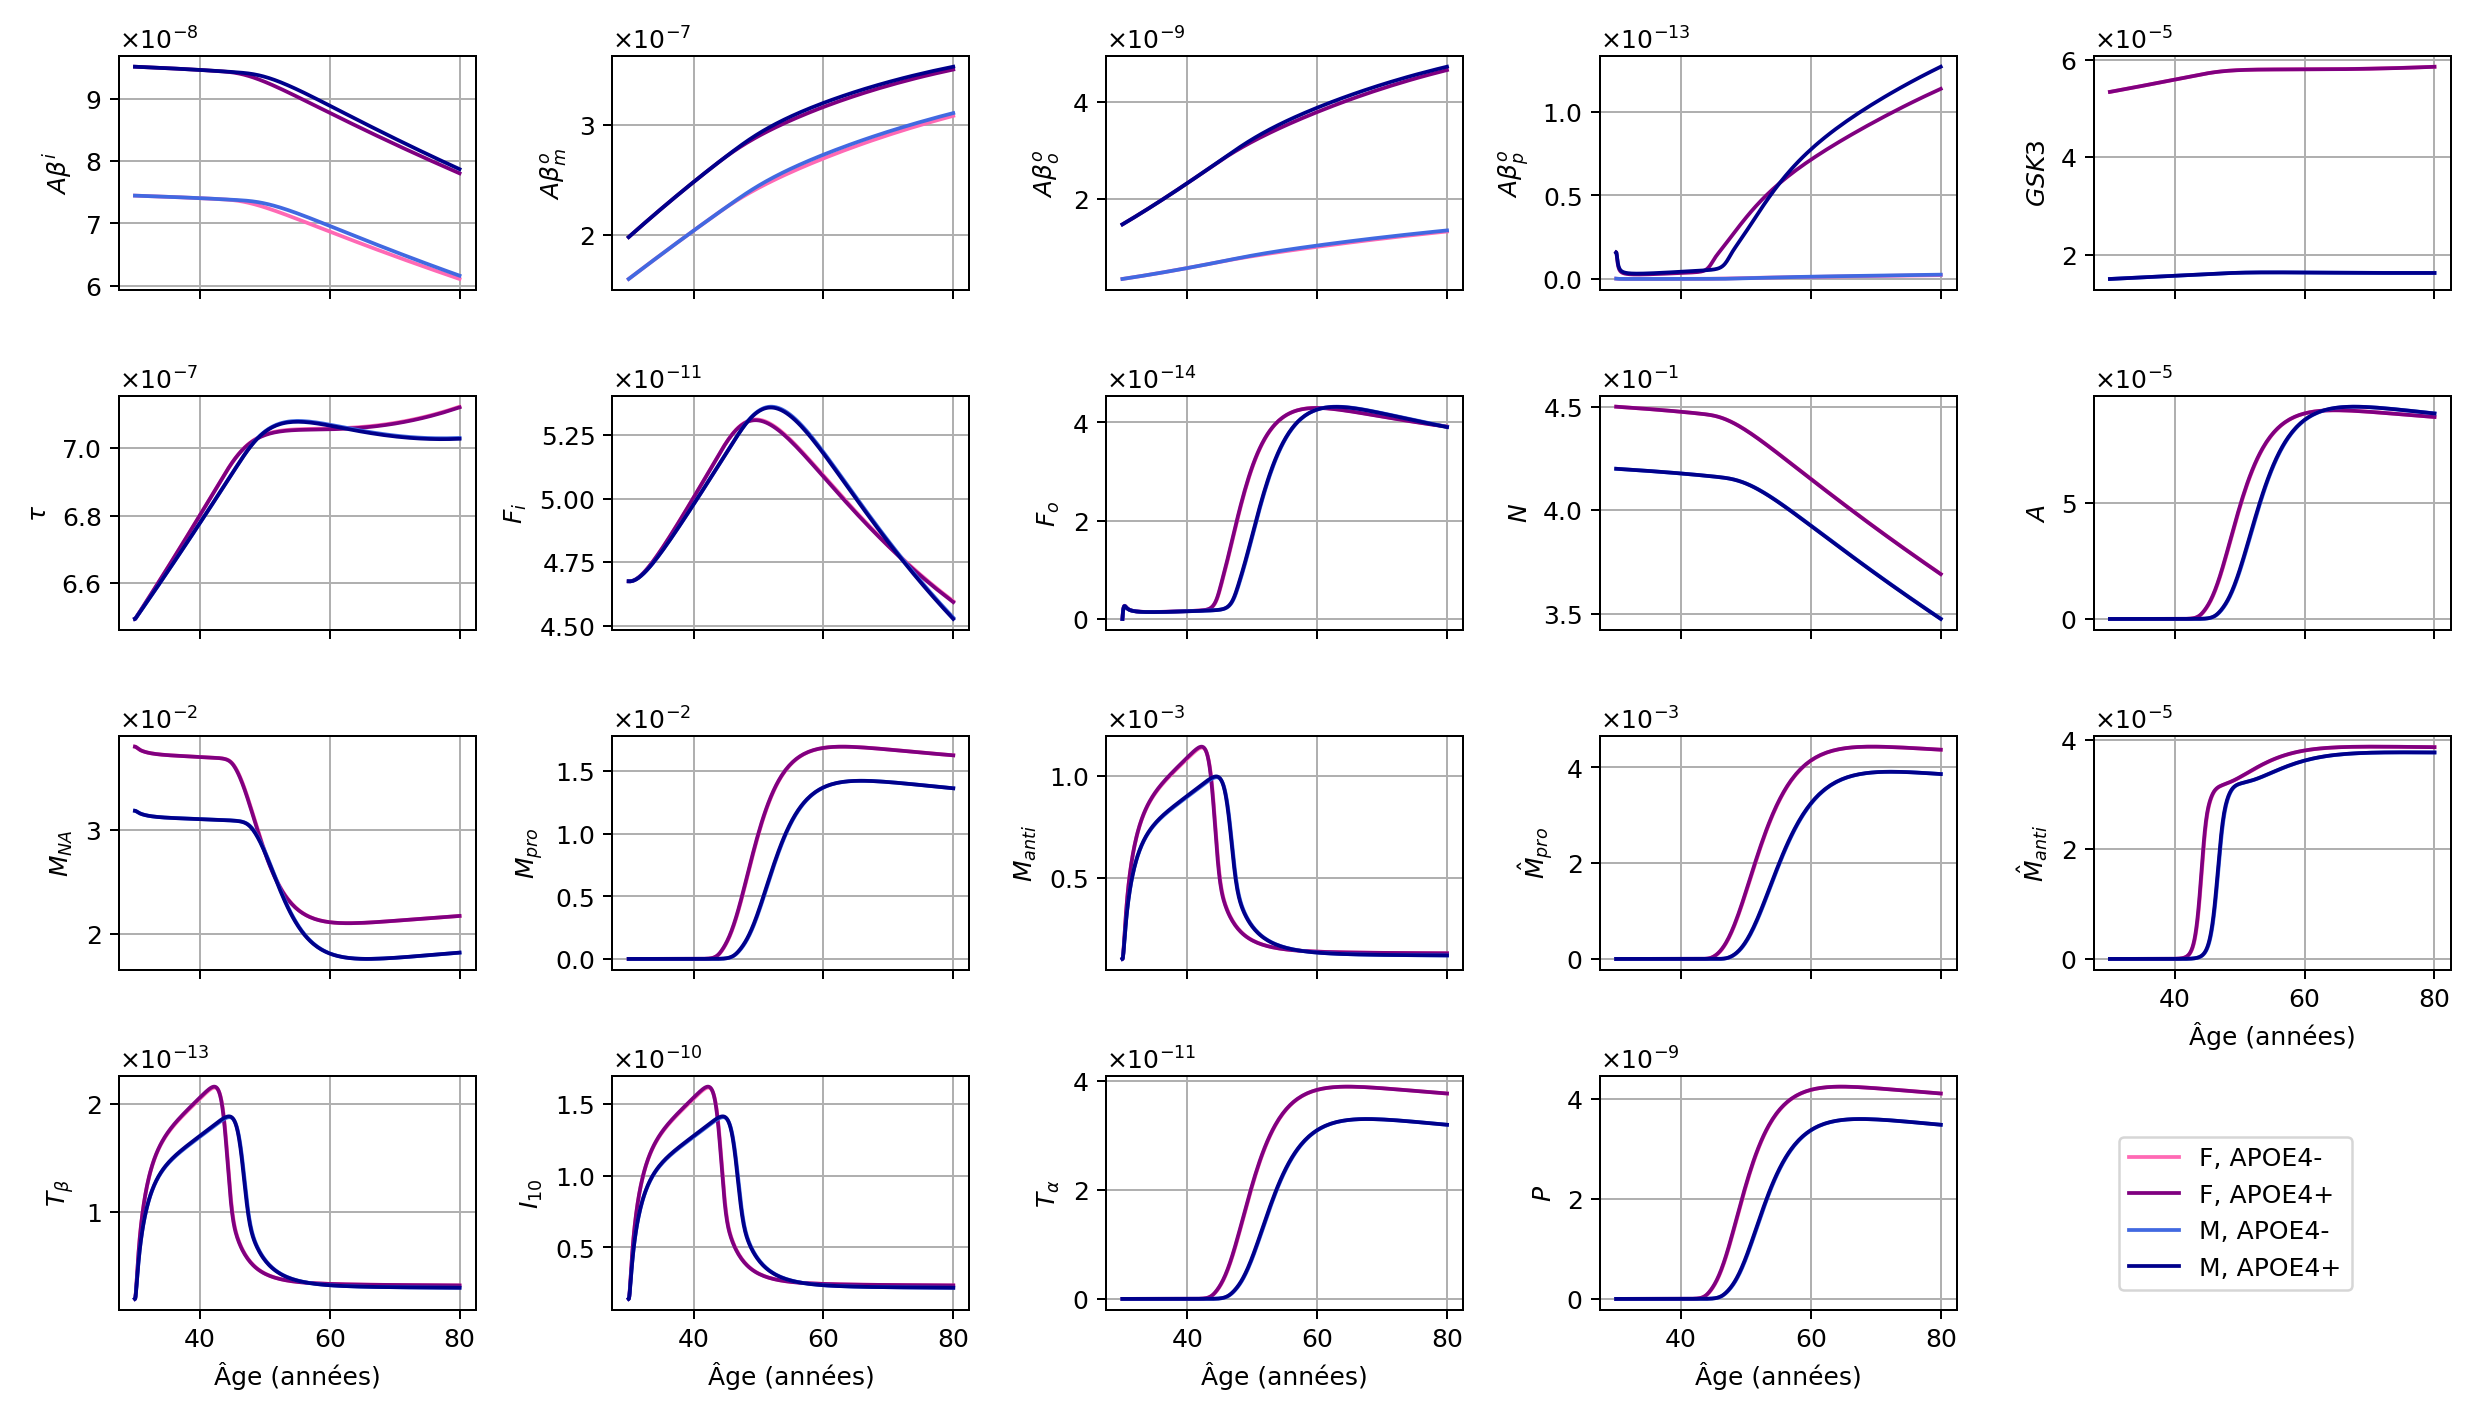 ×10⁻⁸ ×10⁻⁷ ×10⁻⁹ ×10⁻¹³ ×10⁻⁵
Aβⁱ 9 8 7 6
Aβₘᵒ 3 2
Aβₒᵒ 4 2
Aβₚᵒ 1.0 0.5 0.0
GSK3 6 4 2
×10⁻⁷ ×10⁻¹¹ ×10⁻¹⁴ ×10⁻¹ ×10⁻⁵
τ 7.0 6.8 6.6
Fᵢ 5.25 5.00 4.75 4.50
Fₒ 4 2 0
N 4.5 4.0 3.5
A 5 0
×10⁻² ×10⁻² ×10⁻³ ×10⁻³ ×10⁻⁵
M_NA 3 2
M_pro 1.5 1.0 0.5 0.0
M_anti 1.0 0.5
M̂_pro 4 2 0
M̂_anti 4 2 0
40 60 80
Âge (années)
×10⁻¹³ ×10⁻¹⁰ ×10⁻¹¹ ×10⁻⁹
T_β 2 1
I₁₀ 1.5 1.0 0.5
T_α 4 2 0
P 4 2 0
F, APOE4-
F, APOE4+
M, APOE4-
M, APOE4+
40 60 80 40 60 80 40 60 80 40 60 80
Âge (années) Âge (années) Âge (années) Âge (années)